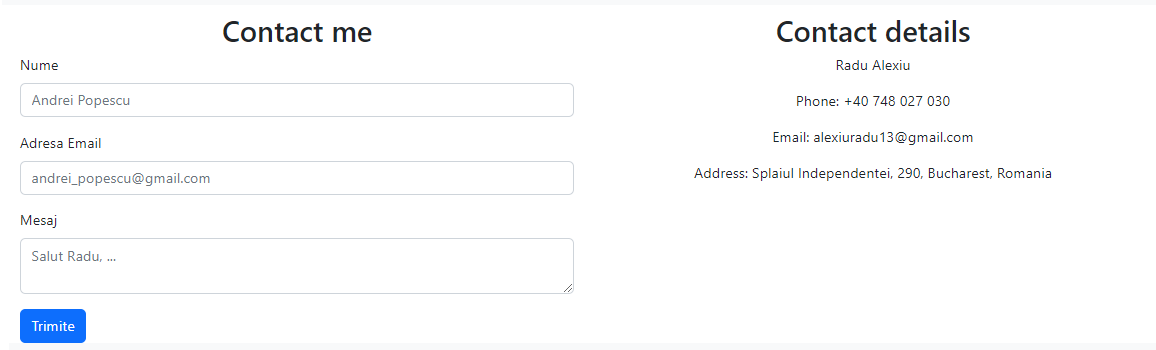 Contact me
Nume
Andrei Popescu
Adresa Email
andrei_popescu@gmail.com
Mesaj
Salut Radu, ...
Trimite
Contact details
Radu Alexiu
Phone: +40 748 027 030
Email: alexiuradu13@gmail.com
Address: Splaiul Independentei, 290, Bucharest, Romania